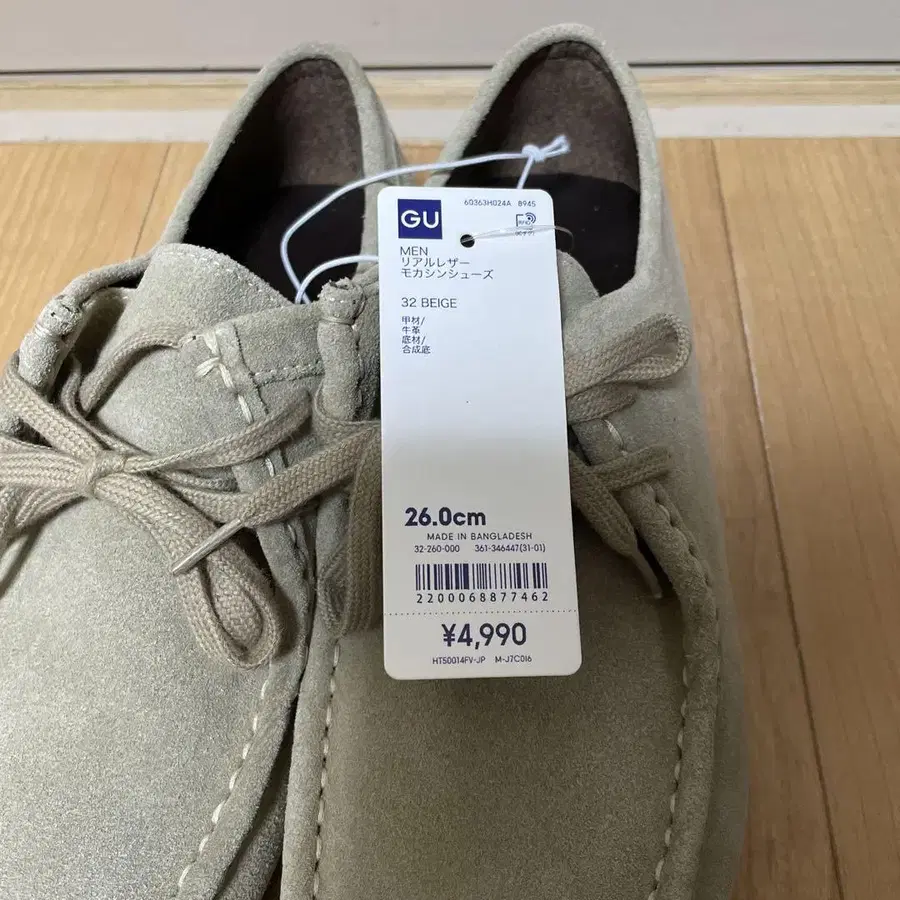 GU
60363H024A 8945
RFID
MEN
リアルレザー
モカシンシューズ
32 BEIGE
甲材/
牛革
底材/
合成底
26.0cm
MADE IN BANGLADESH
32-260-000 361-346447(31-01)
2200068877462
¥4,990
HT50014FV-JP M-J7C016